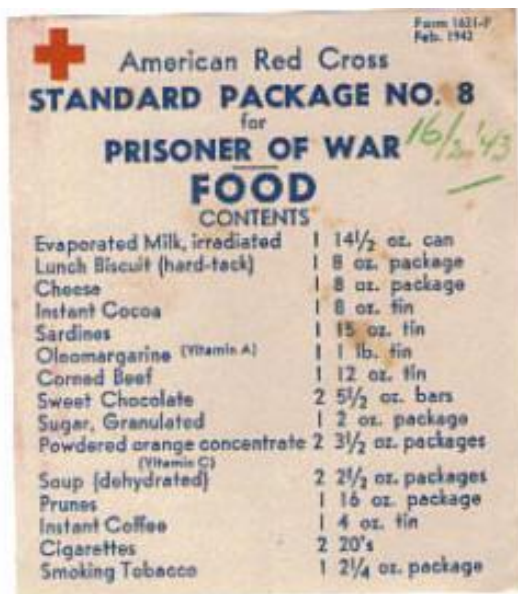 Form 1631-F
Feb. 1942
American Red Cross
STANDARD PACKAGE NO. 8
for
PRISONER OF WAR
16/2 '43
FOOD
CONTENTS
Evaporated Milk, irradiated 1 14½ oz. can
Lunch Biscuit (hard-tack) 1 8 oz. package
Cheese 1 8 oz. package
Instant Cocoa 1 8 oz. tin
Sardines 1 15 oz. tin
Oleomargarine (Vitamin A) 1 1 lb. tin
Corned Beef 1 12 oz. tin
Sweet Chocolate 2 5½ oz. bars
Sugar, Granulated 1 2 oz. package
Powdered orange concentrate 2 3½ oz. packages
(Vitamin C)
Soup (dehydrated) 2 2½ oz. packages
Prunes 1 16 oz. package
Instant Coffee 1 4 oz. tin
Cigarettes 2 20's
Smoking Tobacco 1 2¼ oz. package